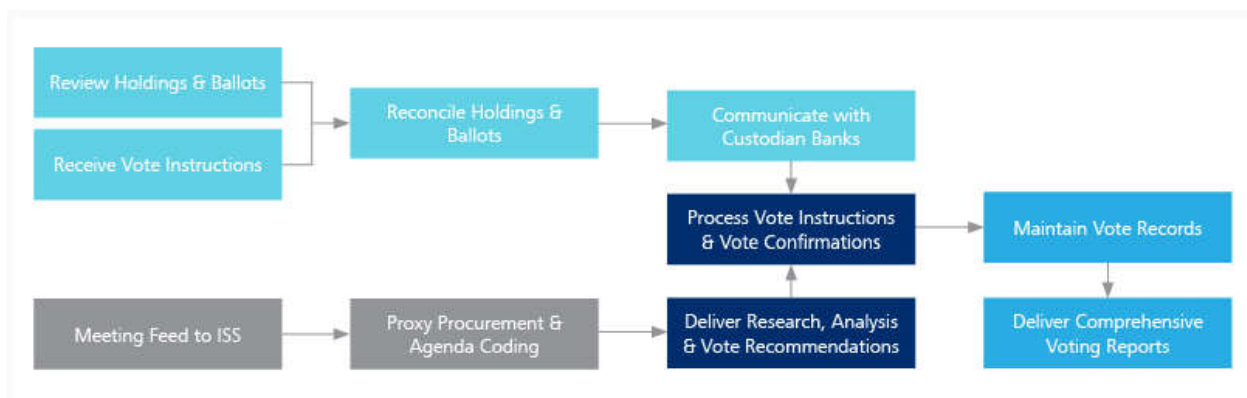 Review Holdings & Ballots
Receive Vote Instructions
Reconcile Holdings &
Ballots
Communicate with
Custodian Banks
Process Vote Instructions
& Vote Confirmations
Maintain Vote Records
Meeting Feed to ISS
Proxy Procurement &
Agenda Coding
Deliver Research, Analysis
& Vote Recommendations
Deliver Comprehensive
Voting Reports